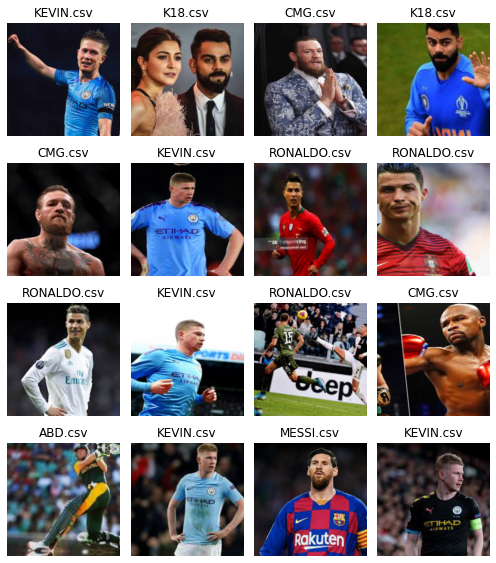 KEVIN.csv
K18.csv
CMG.csv
K18.csv
CMG.csv
KEVIN.csv
ETIHAD
AIRWAYS
RONALDO.csv
RONALDO.csv
RONALDO.csv
KEVIN.csv
RONALDO.csv
15
Jeep
CMG.csv
ABD.csv
KEVIN.csv
ETIHAD
MESSI.csv
Rakuten
KEVIN.csv
ETIHAD